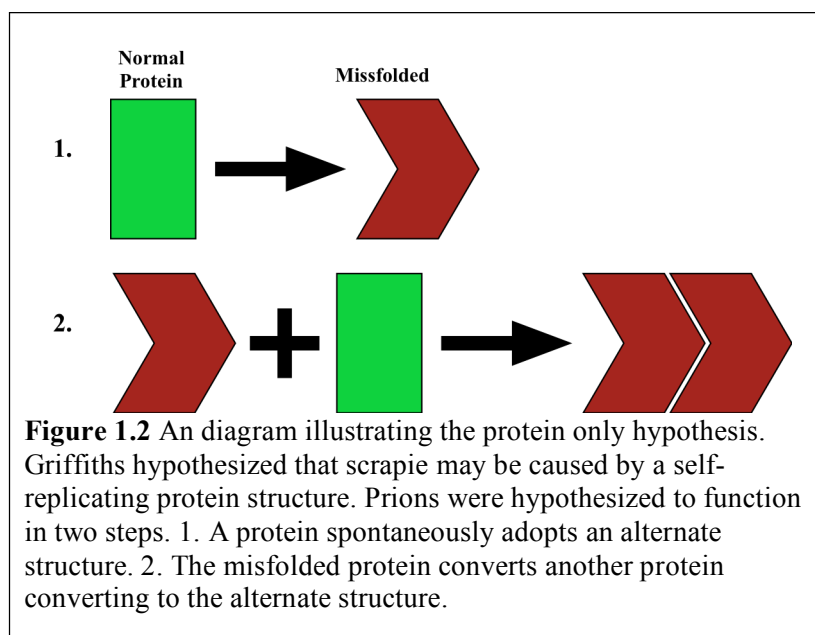 Normal
Protein
Missfolded
1.
2.
Figure 1.2 An diagram illustrating the protein only hypothesis.
Griffiths hypothesized that scrapie may be caused by a self-
replicating protein structure. Prions were hypothesized to function
in two steps. 1. A protein spontaneously adopts an alternate
structure. 2. The misfolded protein converts another protein
converting to the alternate structure.